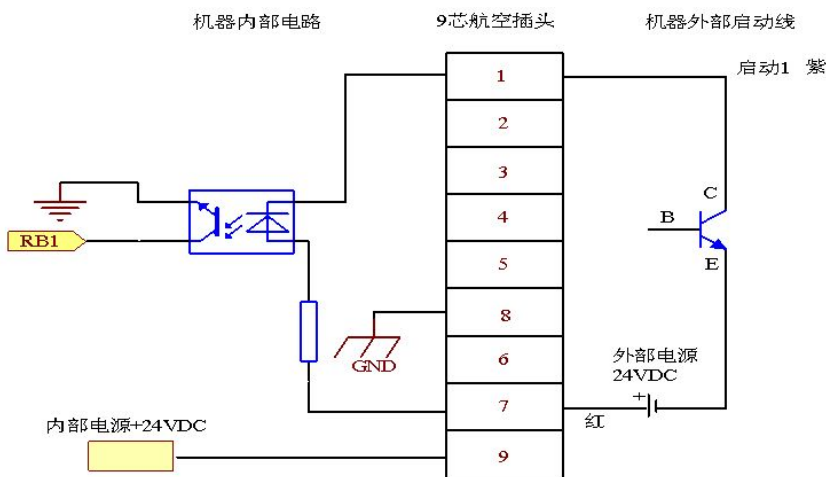 机器内部电路
9芯航空插头
机器外部启动线
1
启动1 紫
2
3
C
4
B
RB1
5
E
8
GND
6
外部电源
24VDC
+
7
红
内部电源+24VDC
9